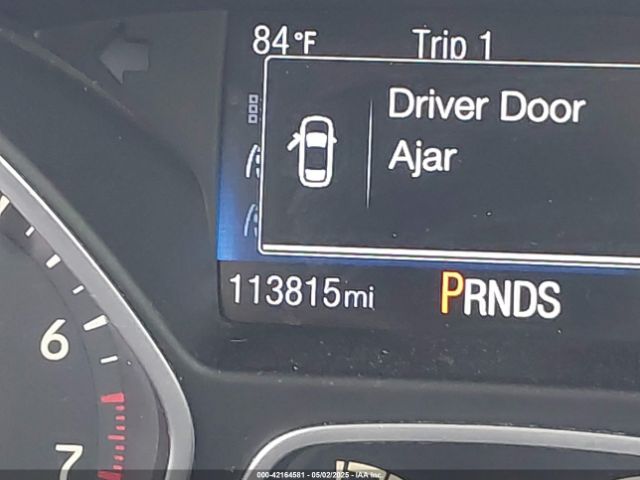 84°F Trip 1
Driver Door
Ajar
113815mi PRNDS
6
7
000-42164581 - 05/02/2025 - IAA Inc.